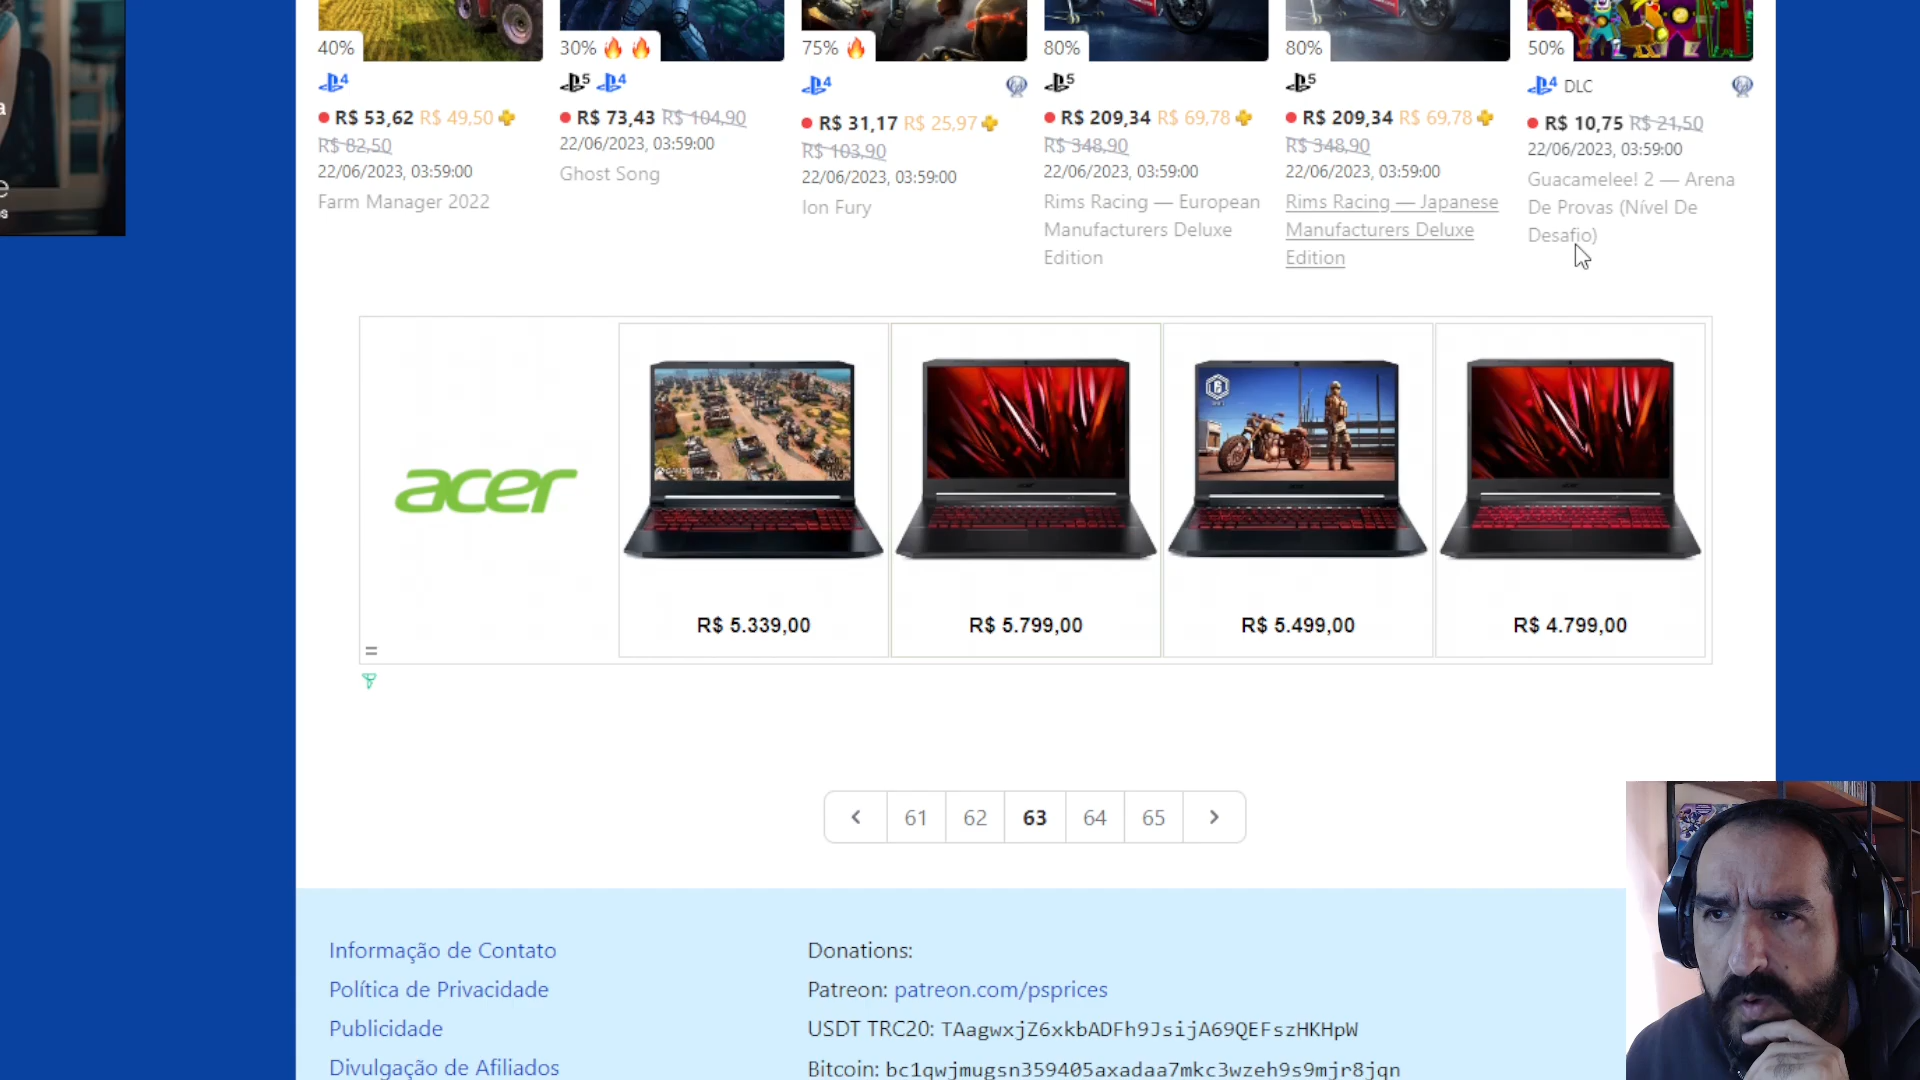 40%
R$ 53,62 R$ 49,50
R$ 82,50
22/06/2023, 03:59:00
Farm Manager 2022
30%
R$ 73,43 R$ 104,90
22/06/2023, 03:59:00
Ghost Song
75%
R$ 31,17 R$ 25,97
R$ 103,90
22/06/2023, 03:59:00
Ion Fury
80%
R$ 209,34 R$ 69,78
R$ 348,90
22/06/2023, 03:59:00
Rims Racing — European
Manufacturers Deluxe
Edition
80%
R$ 209,34 R$ 69,78
R$ 348,90
22/06/2023, 03:59:00
Rims Racing — Japanese
Manufacturers Deluxe
Edition
50%
DLC
R$ 10,75 R$ 21,50
22/06/2023, 03:59:00
Guacamelee! 2 — Arena
De Provas (Nível De
Desafio)
acer
R$ 5.339,00
R$ 5.799,00
R$ 5.499,00
R$ 4.799,00
61 62 63 64 65
Informação de Contato
Política de Privacidade
Publicidade
Divulgação de Afiliados
Donations:
Patreon: patreon.com/psprices
USDT TRC20: TAagwxjZ6xkbADFh9JsijA69QEFszHKHpW
Bitcoin: bc1qwjmugsn359405axadaa7mkc3wzeh9s9mjr8jqn